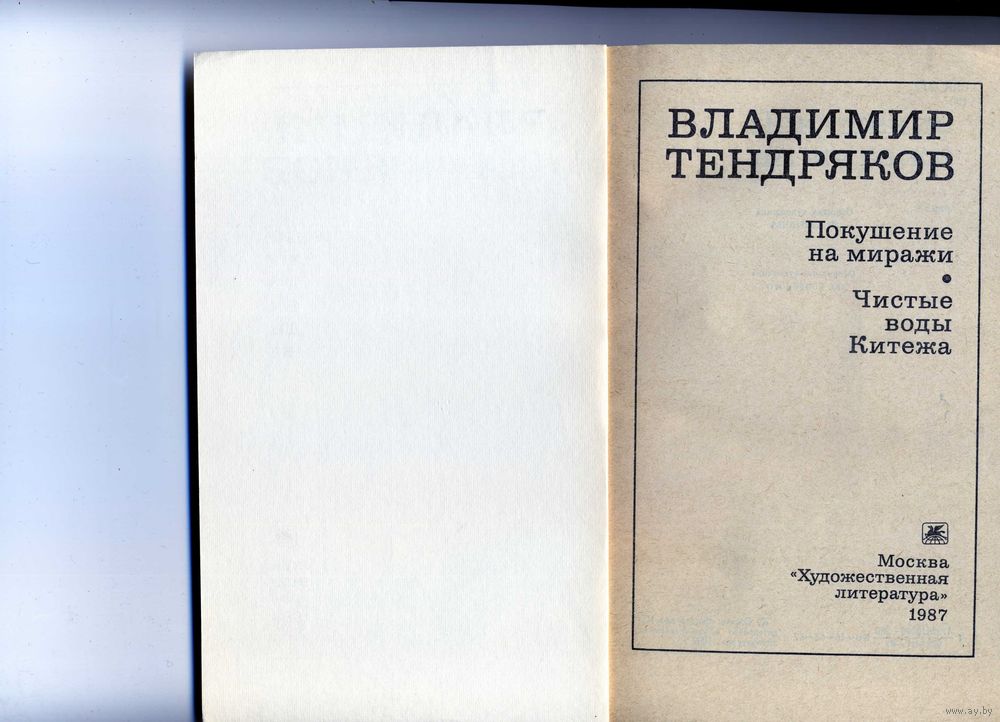 ВЛАДИМИР
ТЕНДРЯКОВ
Покушение
на миражи
•
Чистые
воды
Китежа
Москва
«Художественная
литература»
1987
www.ay.by